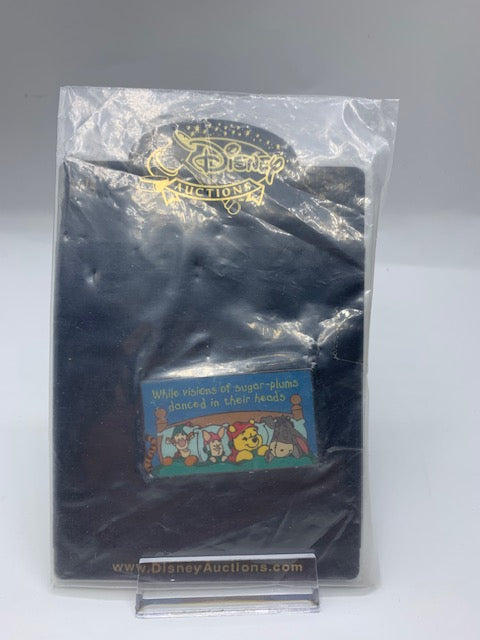 Disney
AUCTIONS
While visions of sugar-plums
danced in their heads
www.DisneyAuctions.com